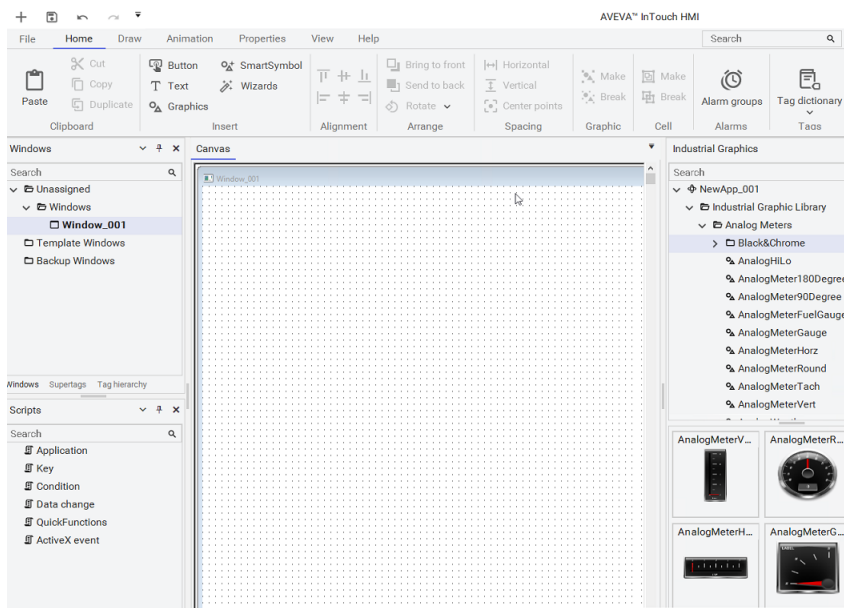 AVEVA™ InTouch HMI
File Home Draw Animation Properties View Help Search
Cut
Copy
Duplicate
Paste
Clipboard
Button
Text
Graphics
SmartSymbol
Wizards
Insert
Alignment
Bring to front
Send to back
Rotate
Arrange
Horizontal
Vertical
Center points
Spacing
Make
Break
Graphic
Make
Break
Cell
Alarm groups
Alarms
Tag dictionary
Tags
Windows
Search
Unassigned
Windows
Window_001
Template Windows
Backup Windows
Windows Supertags Tag hierarchy
Scripts
Search
Application
Key
Condition
Data change
QuickFunctions
ActiveX event
Canvas
Window_001
Industrial Graphics
Search
NewApp_001
Industrial Graphic Library
Analog Meters
Black&Chrome
AnalogHiLo
AnalogMeter180Degree
AnalogMeter90Degree
AnalogMeterFuelGauge
AnalogMeterGauge
AnalogMeterHorz
AnalogMeterRound
AnalogMeterTach
AnalogMeterVert
AnalogMeterV... AnalogMeterR...
AnalogMeterH... AnalogMeterG...